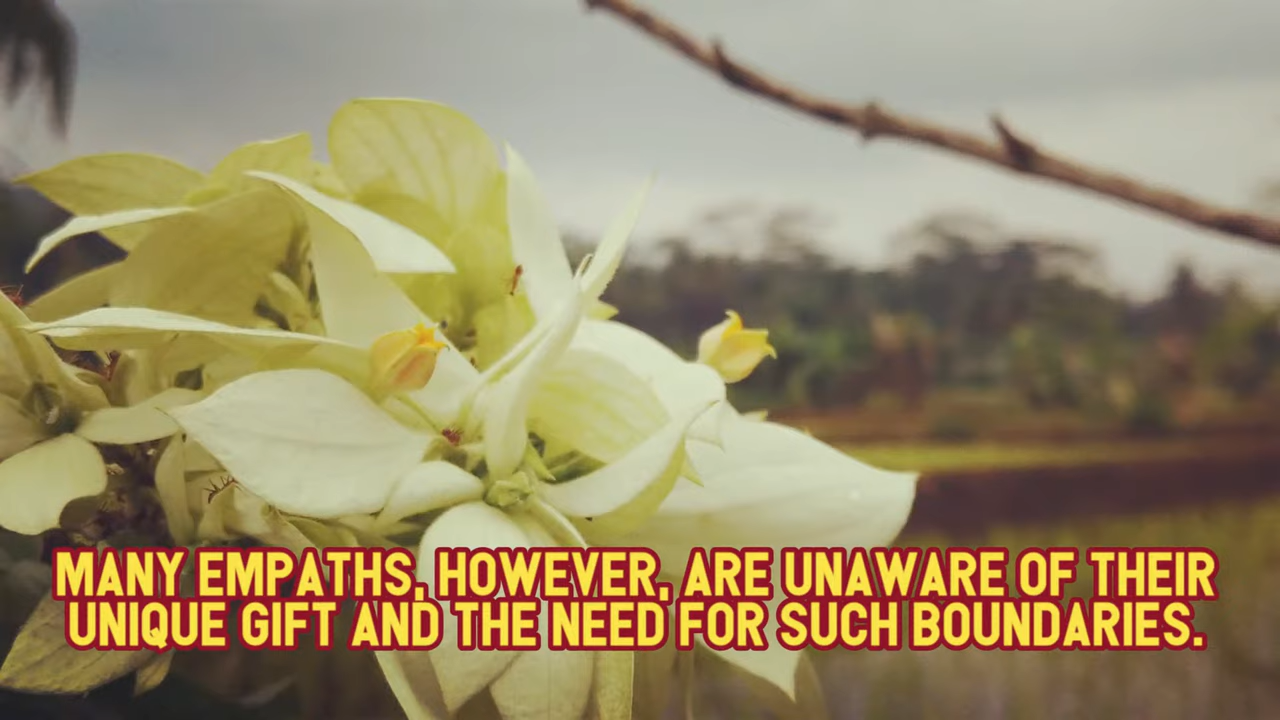 MANY EMPATHS, HOWEVER, ARE UNAWARE OF THEIR
UNIQUE GIFT AND THE NEED FOR SUCH BOUNDARIES.